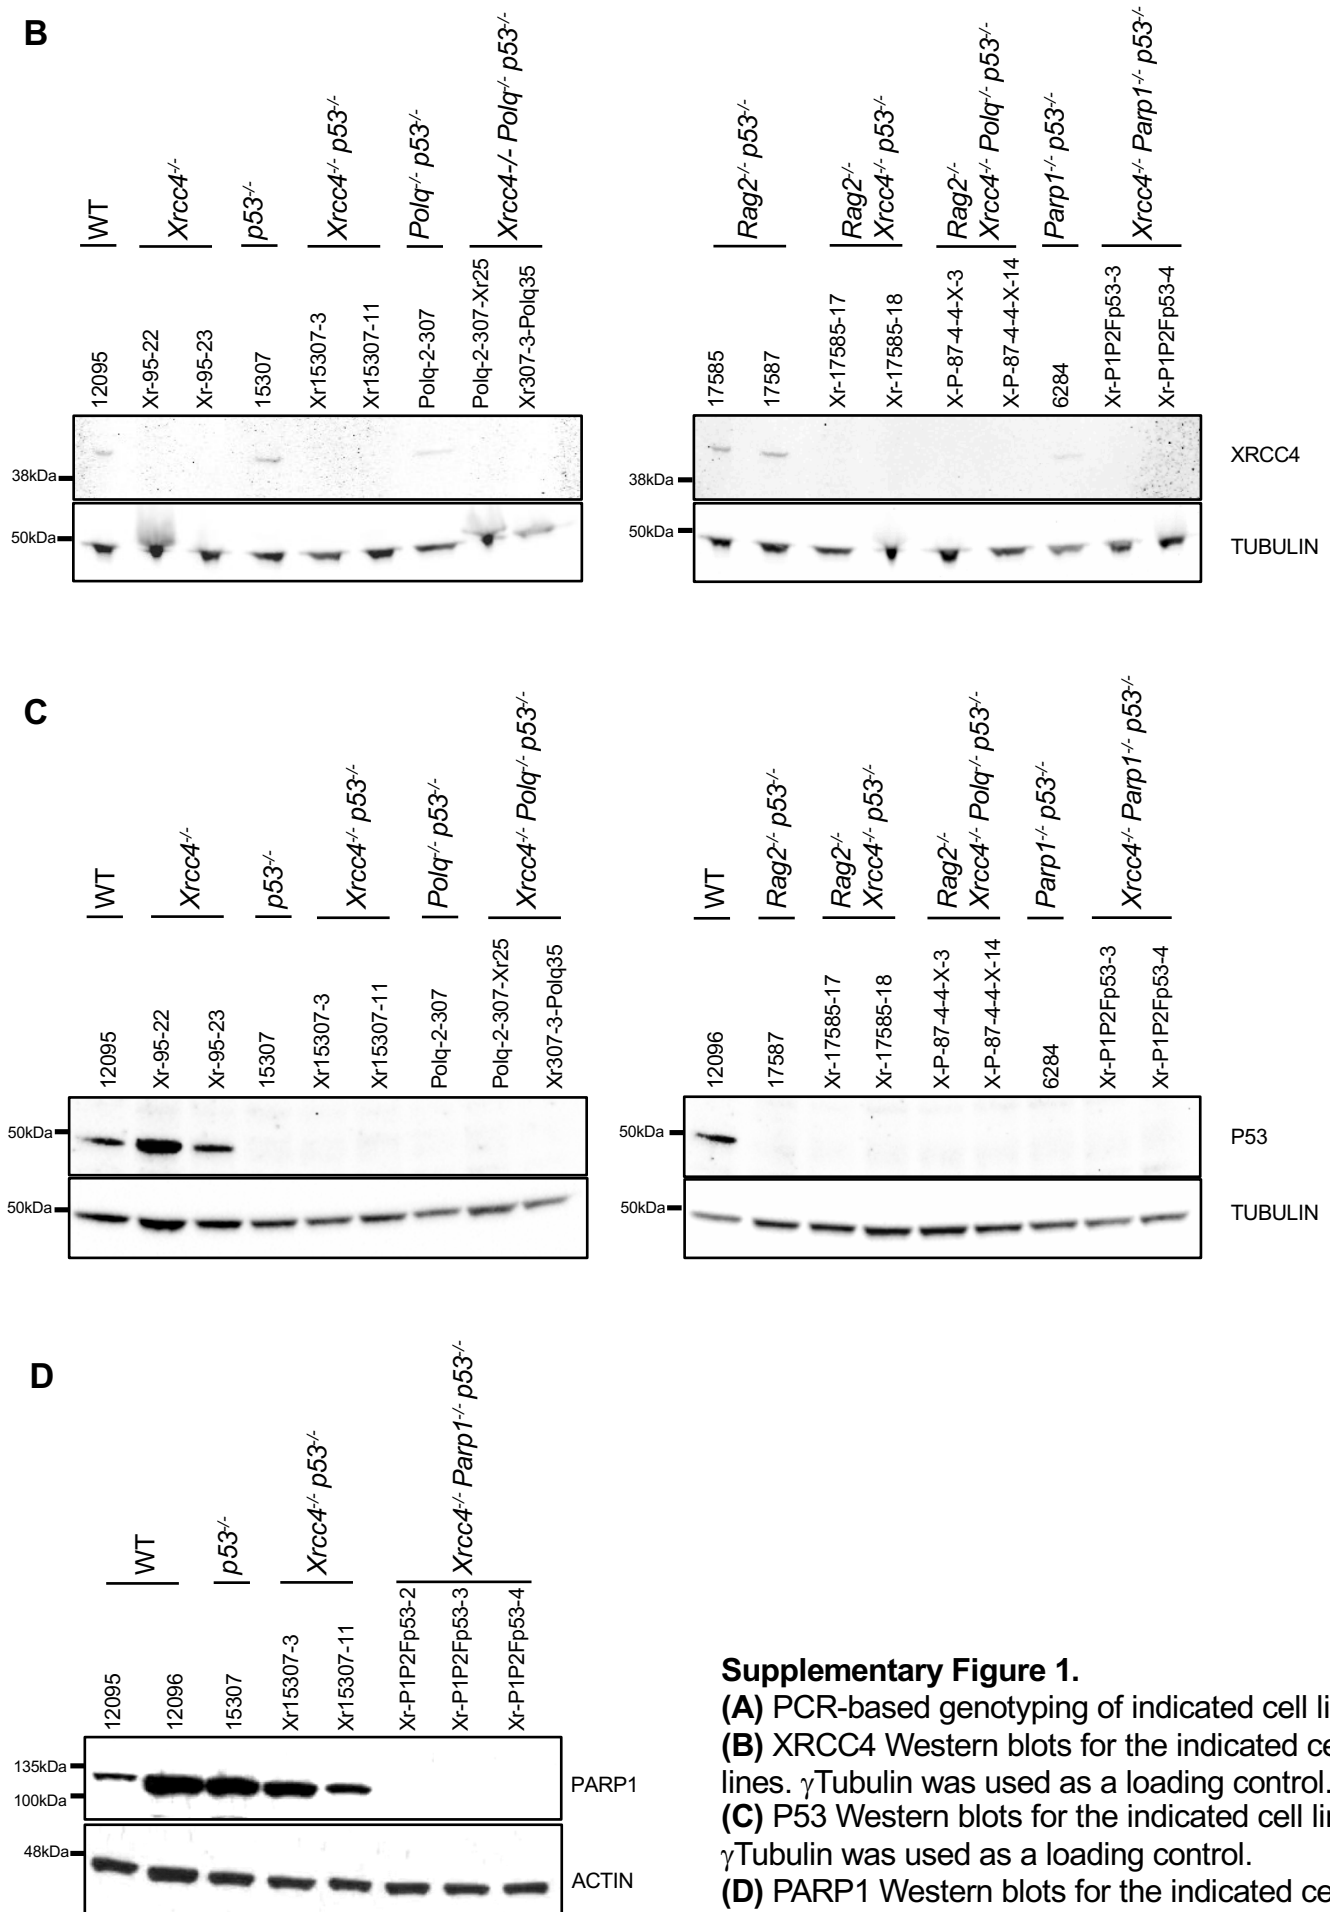 B
WT
Xrcc4-/-
p53-/-
Xrcc4-/- p53-/-
Polq-/- p53-/-
Xrcc4-/- Polq-/- p53-/-
12095
Xr-95-22
Xr-95-23
15307
Xr15307-3
Xr15307-11
Polq-2-307
Polq-2-307-Xr25
Xr307-3-Polq35
38kDa
50kDa
Rag2-/- p53-/-
Rag2-/-
Xrcc4-/- p53-/-
Rag2-/-
Xrcc4-/- Polq-/- p53-/-
Parp1-/- p53-/-
Xrcc4-/- Parp1-/- p53-/-
17585
17587
Xr-17585-17
Xr-17585-18
X-P-87-4-4-X-3
X-P-87-4-4-X-14
6284
Xr-P1P2Fp53-3
Xr-P1P2Fp53-4
38kDa
50kDa
XRCC4
TUBULIN
C
WT
Xrcc4-/-
p53-/-
Xrcc4-/- p53-/-
Polq-/- p53-/-
Xrcc4-/- Polq-/- p53-/-
12095
Xr-95-22
Xr-95-23
15307
Xr15307-3
Xr15307-11
Polq-2-307
Polq-2-307-Xr25
Xr307-3-Polq35
50kDa
50kDa
WT
Rag2-/- p53-/-
Rag2-/-
Xrcc4-/- p53-/-
Rag2-/-
Xrcc4-/- Polq-/- p53-/-
Parp1-/- p53-/-
Xrcc4-/- Parp1-/- p53-/-
12096
17587
Xr-17585-17
Xr-17585-18
X-P-87-4-4-X-3
X-P-87-4-4-X-14
6284
Xr-P1P2Fp53-3
Xr-P1P2Fp53-4
50kDa
50kDa
P53
TUBULIN
D
WT
p53-/-
Xrcc4-/- p53-/-
Xrcc4-/- Parp1-/- p53-/-
12095
12096
15307
Xr15307-3
Xr15307-11
Xr-P1P2Fp53-2
Xr-P1P2Fp53-3
Xr-P1P2Fp53-4
135kDa
100kDa
48kDa
PARP1
ACTIN
Supplementary Figure 1.
(A) PCR-based genotyping of indicated cell li
(B) XRCC4 Western blots for the indicated ce
lines. γTubulin was used as a loading control.
(C) P53 Western blots for the indicated cell li
γTubulin was used as a loading control.
(D) PARP1 Western blots for the indicated ce